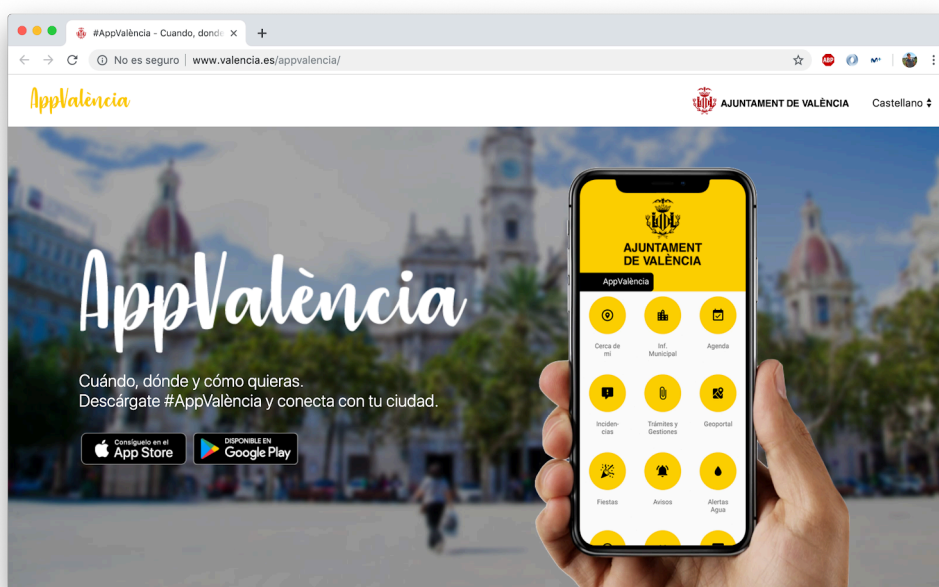 #AppValència - Cuando, donde
No es seguro | www.valencia.es/appvalencia/
ABP
M+
AppValència
AJUNTAMENT DE VALÈNCIA
Castellano
AppValència
Cuándo, dónde y cómo quieras.
Descárgate #AppValència y conecta con tu ciudad.
Consíguelo en el
App Store
DISPONIBLE EN
Google Play
AJUNTAMENT
DE VALÈNCIA
AppValència
Cerca de
mi
Inf.
Municipal
Agenda
Inciden-
cias
Trámites y
Gestiones
Geoportal
Fiestas
Avisos
Alertas
Agua